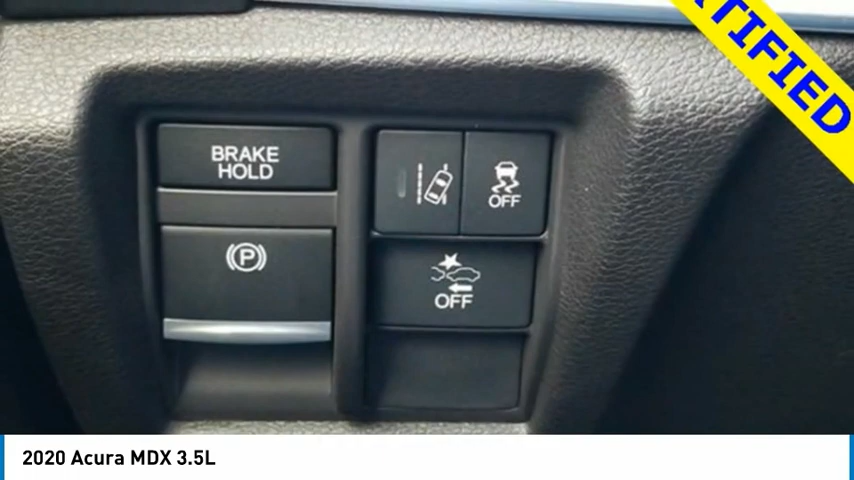 TIFIED
BRAKE
HOLD
OFF
P
OFF
2020 Acura MDX 3.5L